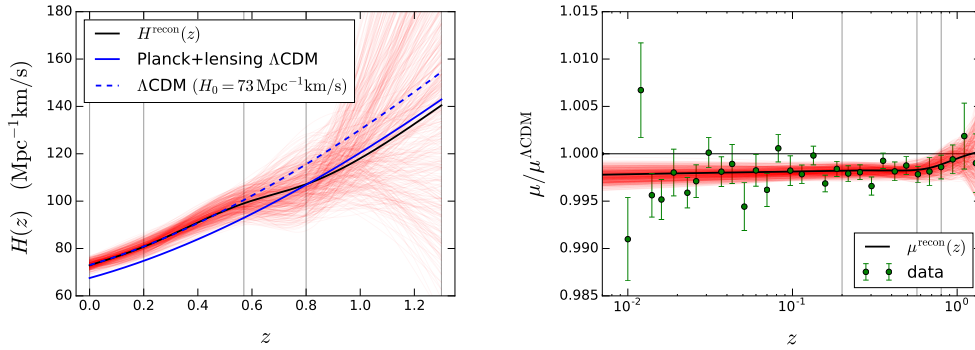 180
160
140
120
100
80
60
0.0 0.2 0.4 0.6 0.8 1.0 1.2
z
H(z) (Mpc⁻¹km/s)
H^recon(z)
Planck+lensing ΛCDM
ΛCDM (H₀ = 73 Mpc⁻¹km/s)
1.015
1.010
1.005
1.000
0.995
0.990
0.985
10⁻² 10⁻¹ 10⁰
z
μ/μ^ΛCDM
μ^recon(z)
data